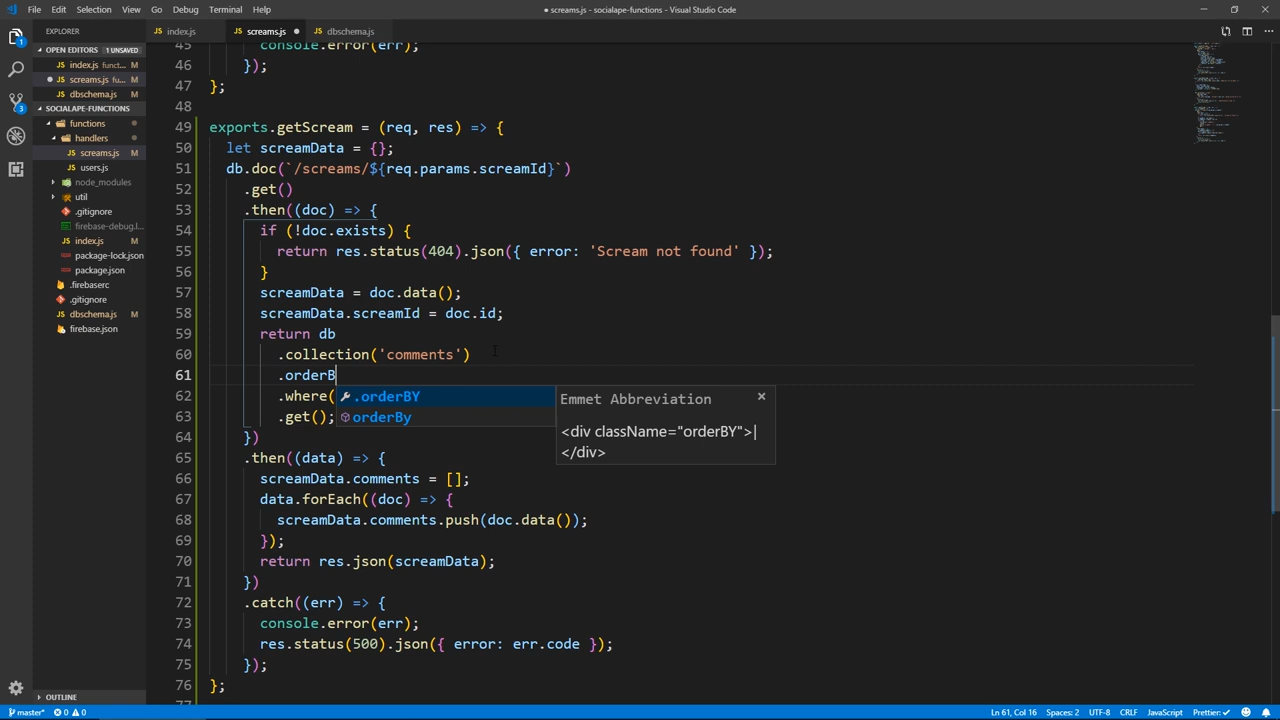 File Edit Selection View Go Debug Terminal Help
● screams.js - socialape-functions - Visual Studio Code
EXPLORER
index.js
screams.js
dbschema.js
OPEN EDITORS 1 UNSAVED
index.js funct... M
screams.js fu... M
dbschema.js M
SOCIALAPE-FUNCTIONS
functions
handlers
screams.js M
users.js
node_modules
util
.gitignore
firebase-debug.l...
index.js M
package-lock.json
package.json
.firebaserc
.gitignore
dbschema.js M
firebase.json
OUTLINE
45 console.error(err);
46 });
47 };
48
49 exports.getScream = (req, res) => {
50 let screamData = {};
51 db.doc(`/screams/${req.params.screamId}`)
52 .get()
53 .then((doc) => {
54 if (!doc.exists) {
55 return res.status(404).json({ error: 'Scream not found' });
56 }
57 screamData = doc.data();
58 screamData.screamId = doc.id;
59 return db
60 .collection('comments')
61 .orderB
62 .where(
63 .get();
64 })
65 .then((data) => {
66 screamData.comments = [];
67 data.forEach((doc) => {
68 screamData.comments.push(doc.data());
69 });
70 return res.json(screamData);
71 })
72 .catch((err) => {
73 console.error(err);
74 res.status(500).json({ error: err.code });
75 });
76 };
77
.orderBY
orderBy
Emmet Abbreviation
<div className="orderBY">|
</div>
master* 0 0
Ln 61, Col 16 Spaces: 2 UTF-8 CRLF JavaScript Prettier: ✓